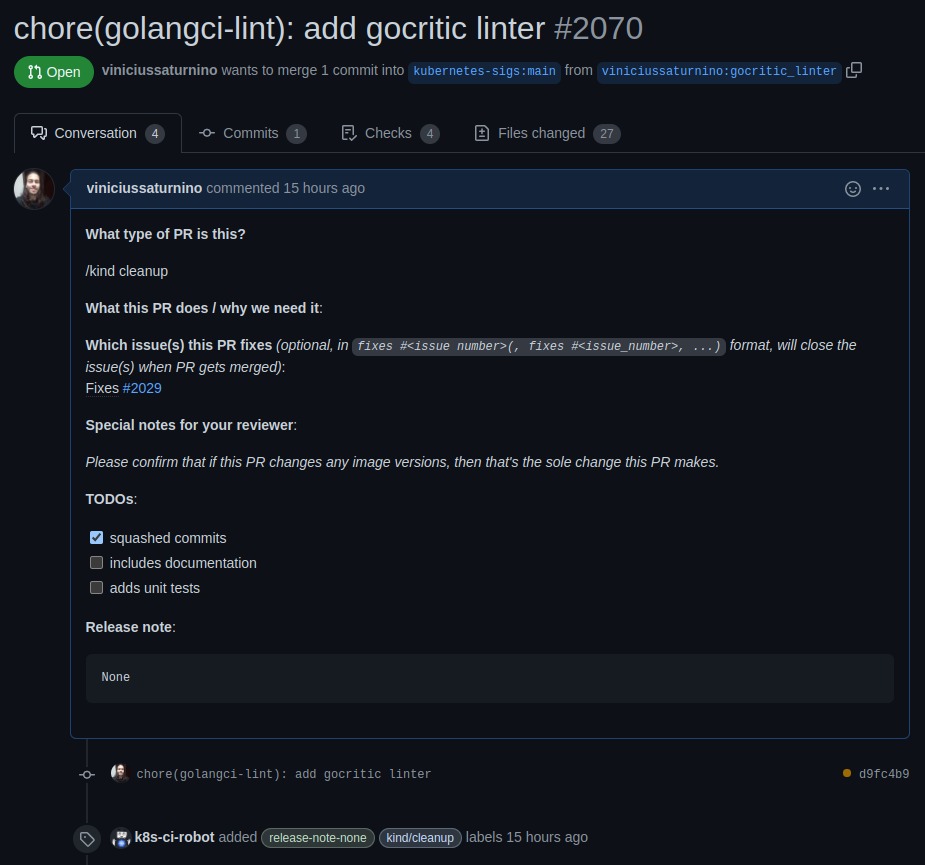 chore(golangci-lint): add gocritic linter #2070
Open viniciussaturnino wants to merge 1 commit into kubernetes-sigs:main from viniciussaturnino:gocritic_linter
Conversation 4 Commits 1 Checks 4 Files changed 27
viniciussaturnino commented 15 hours ago
What type of PR is this?
/kind cleanup
What this PR does / why we need it:
Which issue(s) this PR fixes (optional, in fixes #<issue number>(, fixes #<issue_number>, ...) format, will close the
issue(s) when PR gets merged):
Fixes #2029
Special notes for your reviewer:
Please confirm that if this PR changes any image versions, then that's the sole change this PR makes.
TODOs:
squashed commits
includes documentation
adds unit tests
Release note:
None
chore(golangci-lint): add gocritic linter d9fc4b9
k8s-ci-robot added release-note-none kind/cleanup labels 15 hours ago